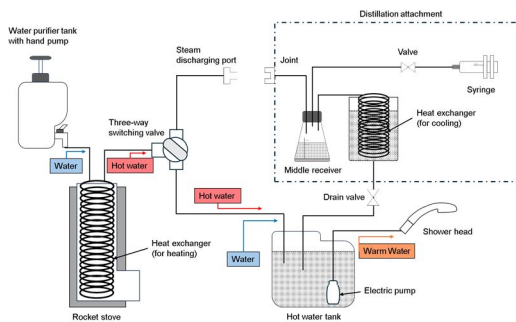 Distillation attachment
Water purifier tank
with hand pump
Steam
discharging port
Joint
Valve
Syringe
Three-way
switching valve
Heat exchanger
(for cooling)
Water
Hot water
Middle receiver
Hot water
Drain valve
Water
Shower head
Heat exchanger
(for heating)
Warm Water
Electric pump
Rocket stove
Hot water tank